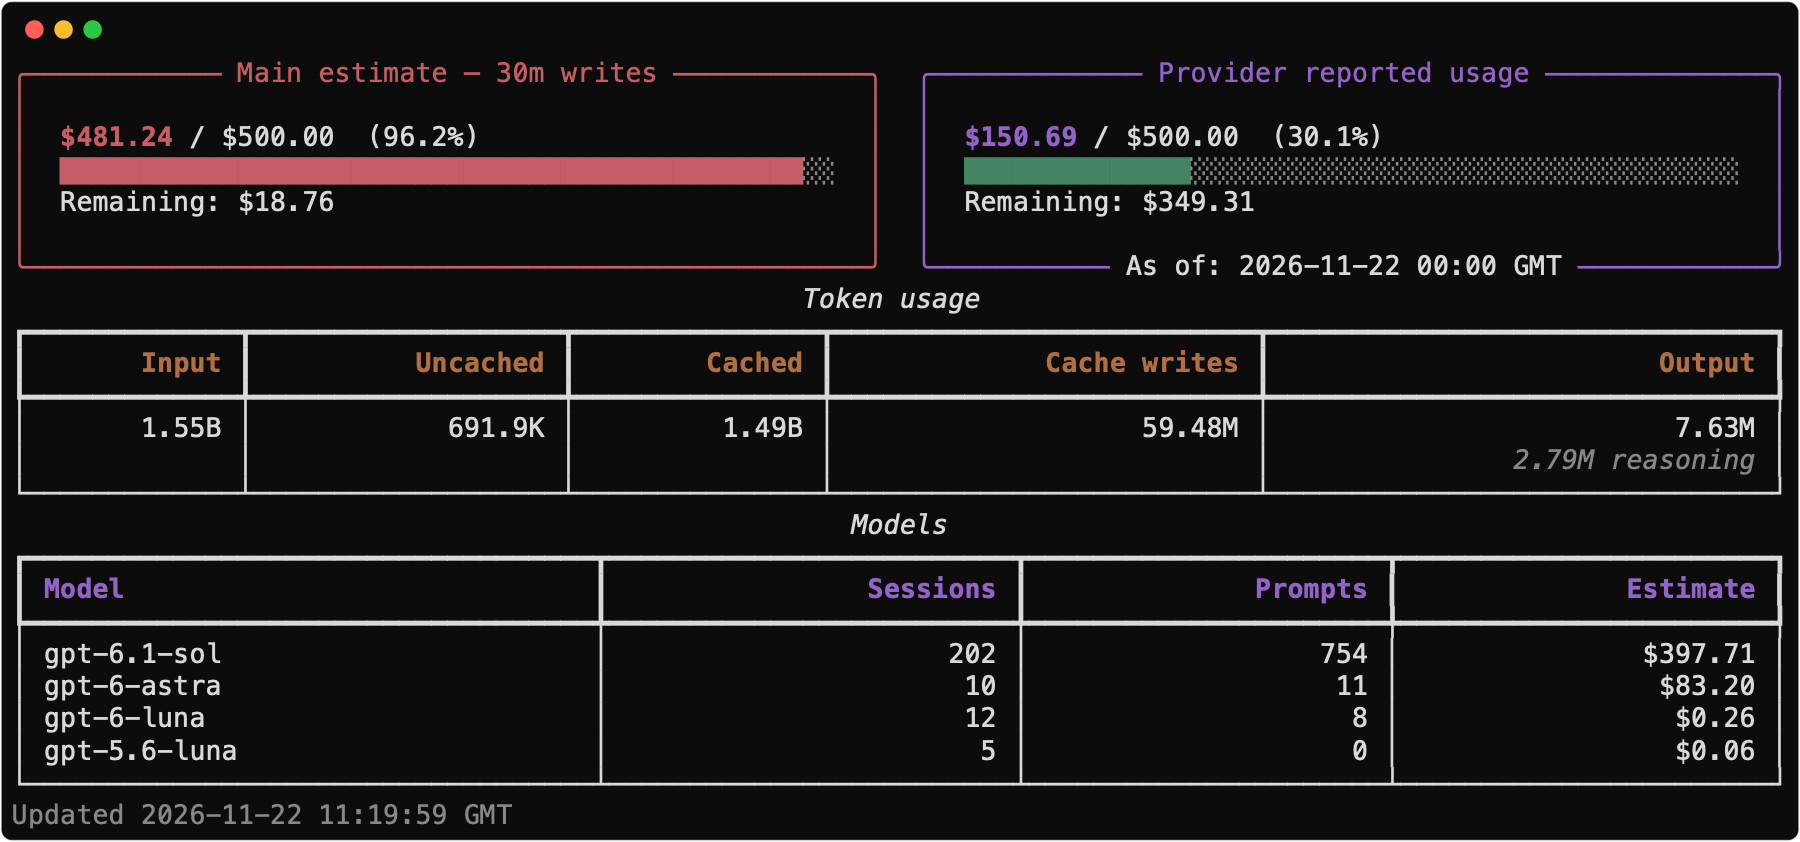 Main estimate – 30m writes
$481.24 / $500.00 (96.2%)
Remaining: $18.76
Provider reported usage
$150.69 / $500.00 (30.1%)
Remaining: $349.31
As of: 2026-11-22 00:00 GMT
Token usage
Input Uncached Cached Cache writes Output
1.55B 691.9K 1.49B 59.48M 7.63M
2.79M reasoning
Models
Model Sessions Prompts Estimate
gpt-6.1-sol 202 754 $397.71
gpt-6-astra 10 11 $83.20
gpt-6-luna 12 8 $0.26
gpt-5.6-luna 5 0 $0.06
Updated 2026-11-22 11:19:59 GMT